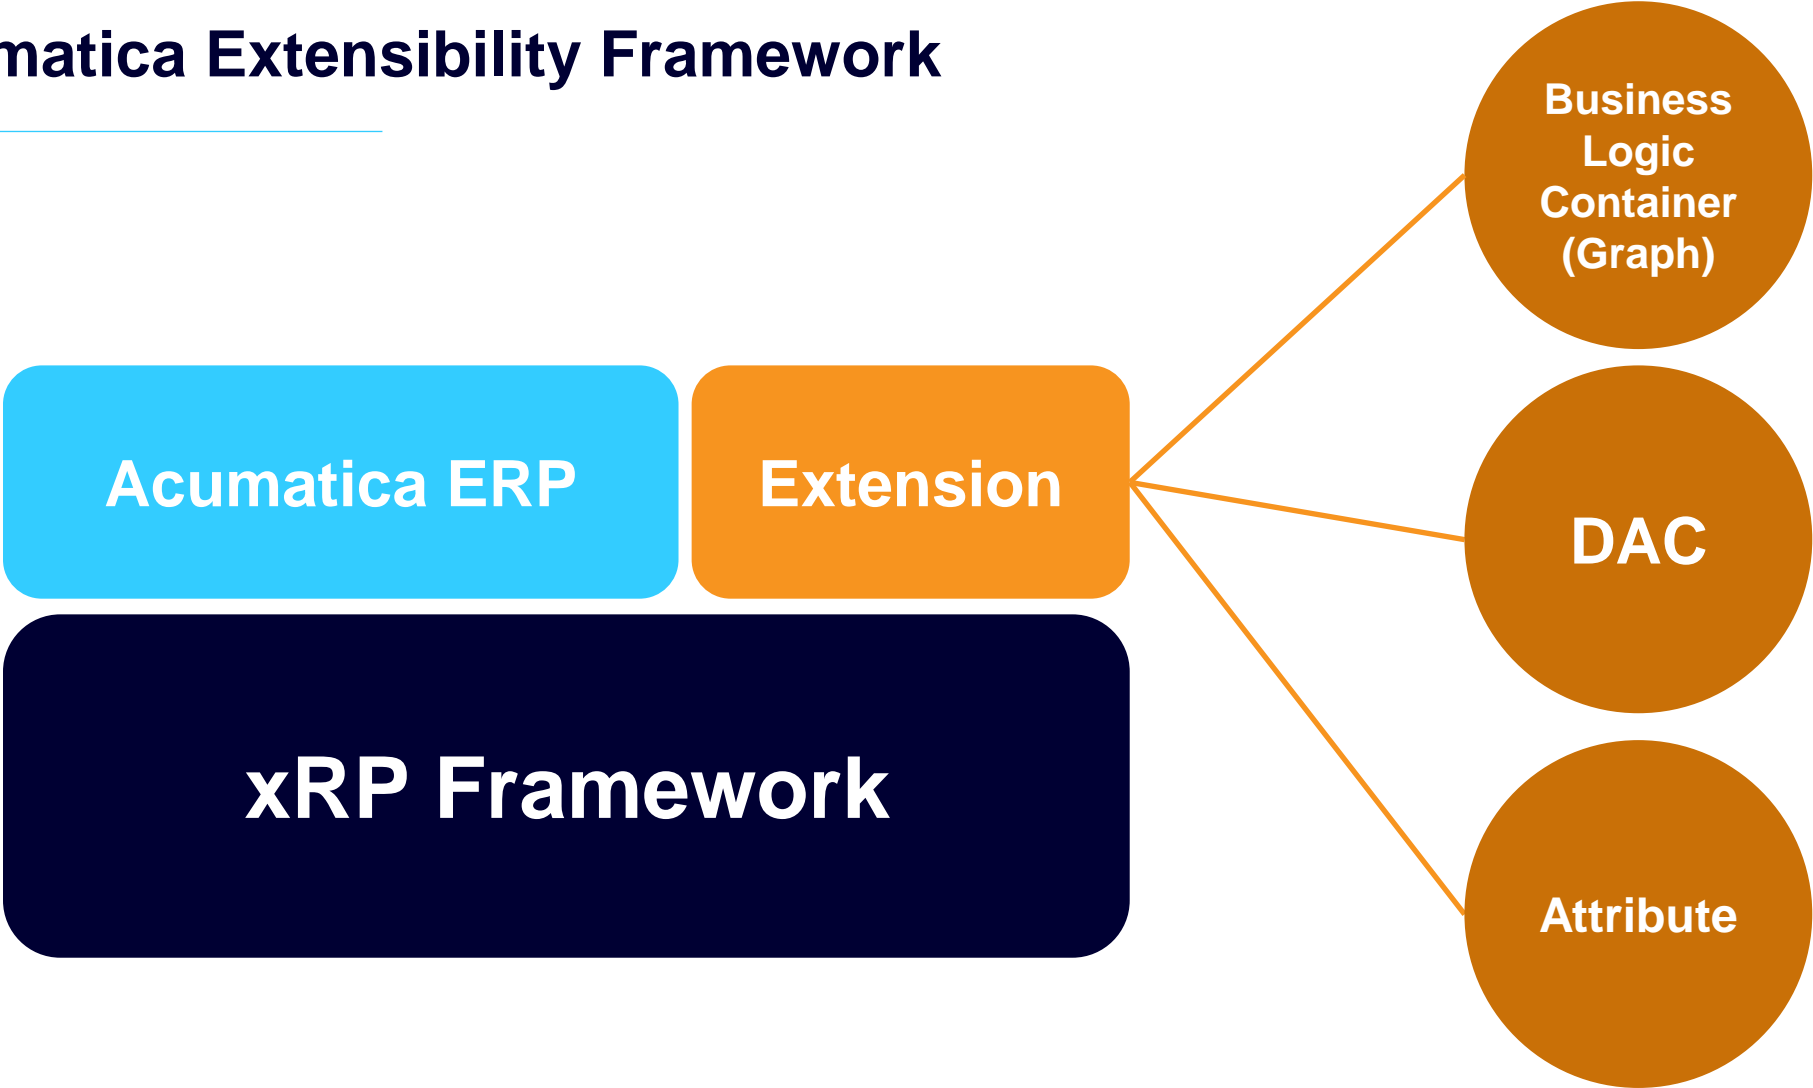 matica Extensibility Framework
Business
Logic
Container
(Graph)
Acumatica ERP
Extension
DAC
xRP Framework
Attribute